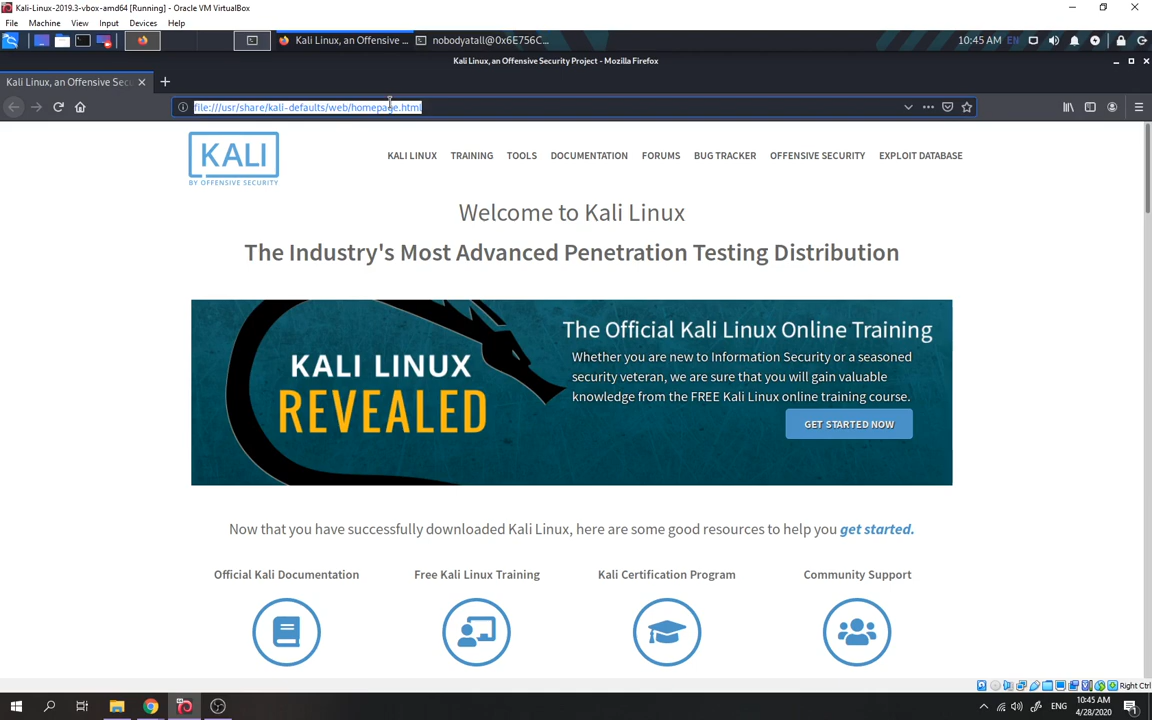 Kali-Linux-2019.3-vbox-amd64 [Running] - Oracle VM VirtualBox
File Machine View Input Devices Help
Kali Linux, an Offensive ... nobodyatall@0x6E756C... 10:45 AM EN
Kali Linux, an Offensive Security Project - Mozilla Firefox
Kali Linux, an Offensive Sec
file:///usr/share/kali-defaults/web/homepage.html
KALI
BY OFFENSIVE SECURITY
KALI LINUX TRAINING TOOLS DOCUMENTATION FORUMS BUG TRACKER OFFENSIVE SECURITY EXPLOIT DATABASE
Welcome to Kali Linux
The Industry's Most Advanced Penetration Testing Distribution
KALI LINUX
REVEALED
The Official Kali Linux Online Training
Whether you are new to Information Security or a seasoned
security veteran, we are sure that you will gain valuable
knowledge from the FREE Kali Linux online training course.
GET STARTED NOW
Now that you have successfully downloaded Kali Linux, here are some good resources to help you get started.
Official Kali Documentation Free Kali Linux Training Kali Certification Program Community Support
Right Ctrl
ENG 10:45 AM
4/28/2020